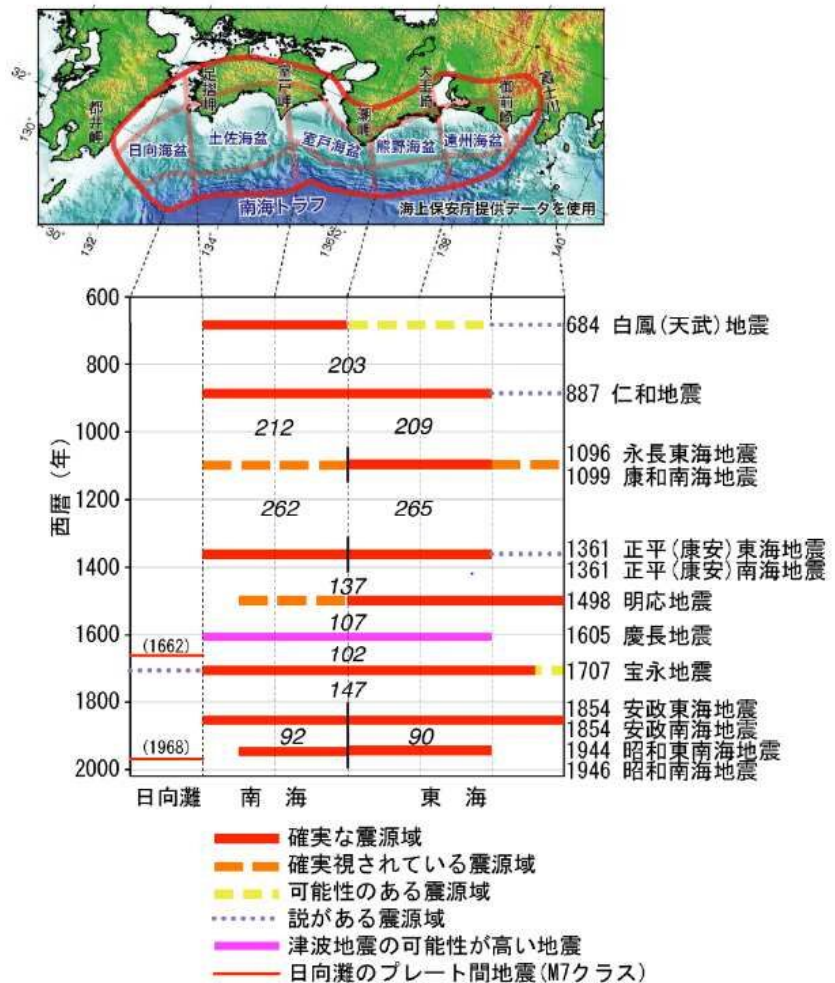 32°
130°
都井岬
足摺岬
室戸岬
潮岬
大王崎
御前崎
富士川
日向海盆
土佐海盆
室戸海盆
熊野海盆
遠州海盆
南海トラフ
海上保安庁提供データを使用
30°
132°
134°
136°
138°
140°
西暦(年)
600
800
1000
1200
1400
1600
1800
2000
203
212
209
262
265
137
107
102
147
92
90
(1662)
(1968)
684 白鳳(天武)地震
887 仁和地震
1096 永長東海地震
1099 康和南海地震
1361 正平(康安)東海地震
1361 正平(康安)南海地震
1498 明応地震
1605 慶長地震
1707 宝永地震
1854 安政東海地震
1854 安政南海地震
1944 昭和東南海地震
1946 昭和南海地震
日向灘 南 海 東 海
確実な震源域
確実視されている震源域
可能性のある震源域
説がある震源域
津波地震の可能性が高い地震
日向灘のプレート間地震(M7クラス)